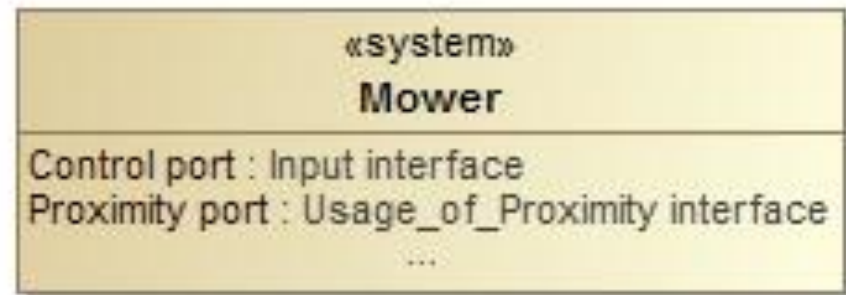 «system»
Mower
Control port : Input interface
Proximity port : Usage_of_Proximity interface
...